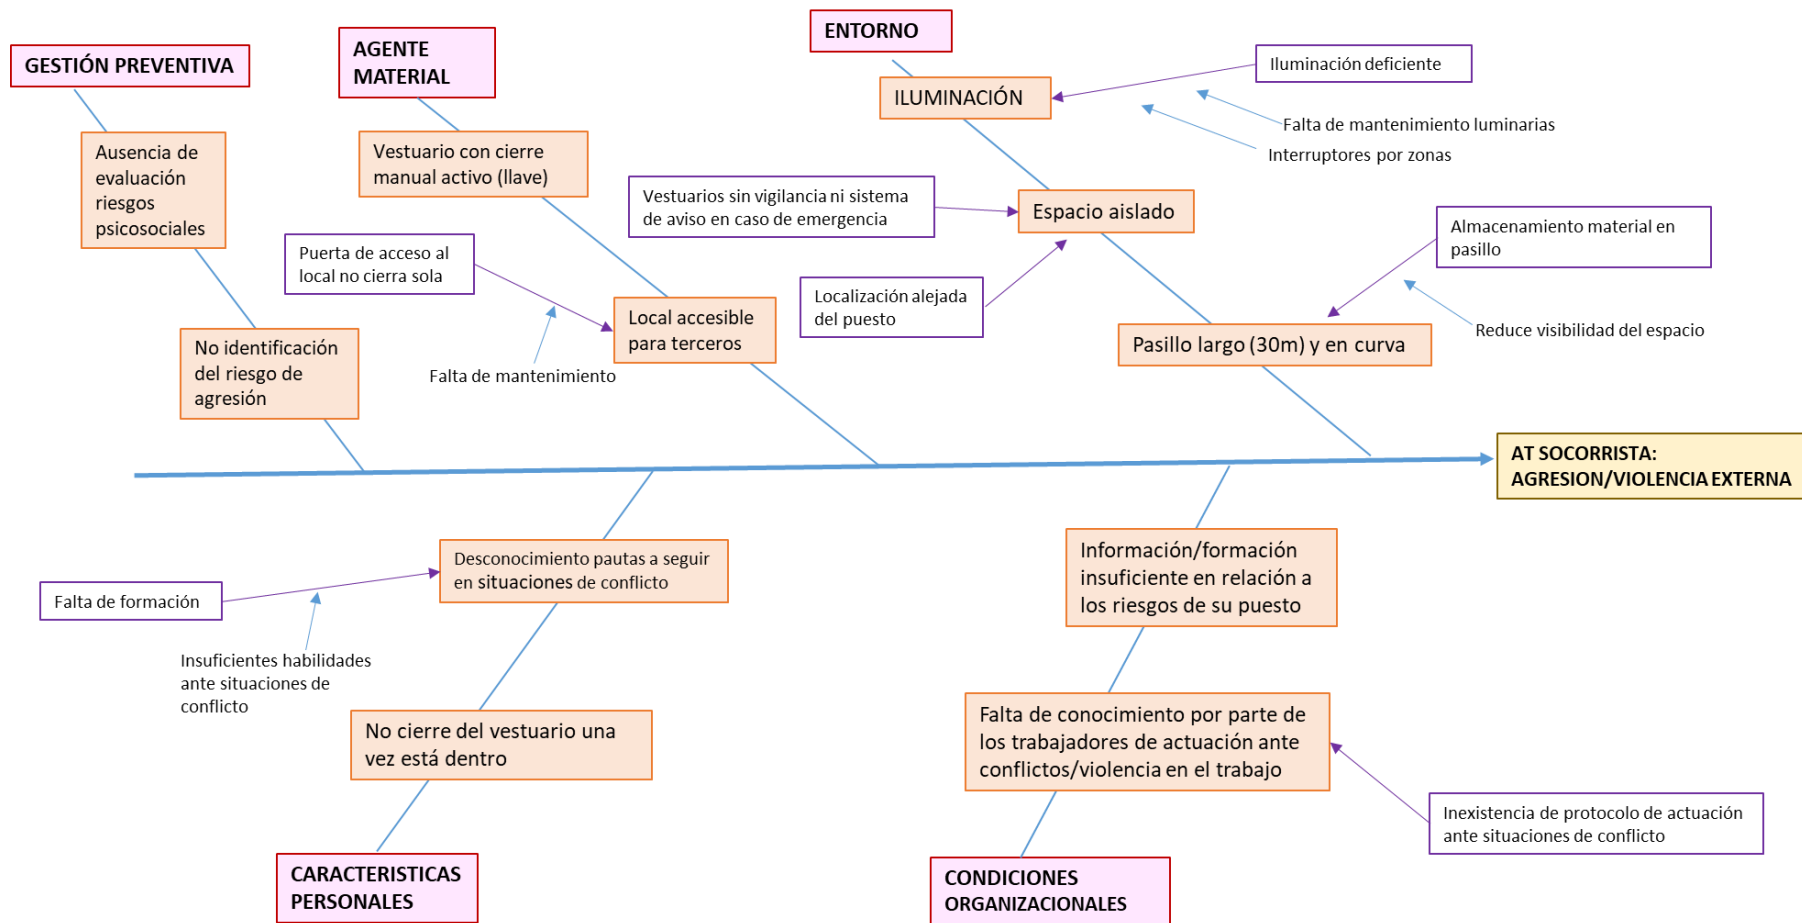 GESTIÓN PREVENTIVA
Ausencia de
evaluación
riesgos
psicosociales
No identificación
del riesgo de
agresión
AGENTE
MATERIAL
Vestuario con cierre
manual activo (llave)
Puerta de acceso al
local no cierra sola
Falta de mantenimiento
Local accesible
para terceros
ENTORNO
ILUMINACIÓN
Iluminación deficiente
Falta de mantenimiento luminarias
Interruptores por zonas
Vestuarios sin vigilancia ni sistema
de aviso en caso de emergencia
Espacio aislado
Localización alejada
del puesto
Almacenamiento material en
pasillo
Reduce visibilidad del espacio
Pasillo largo (30m) y en curva
AT SOCORRISTA:
AGRESION/VIOLENCIA EXTERNA
Desconocimiento pautas a seguir
en situaciones de conflicto
Falta de formación
Insuficientes habilidades
ante situaciones de
conflicto
No cierre del vestuario una
vez está dentro
CARACTERISTICAS
PERSONALES
Información/formación
insuficiente en relación a
los riesgos de su puesto
Falta de conocimiento por parte de
los trabajadores de actuación ante
conflictos/violencia en el trabajo
Inexistencia de protocolo de actuación
ante situaciones de conflicto
CONDICIONES
ORGANIZACIONALES